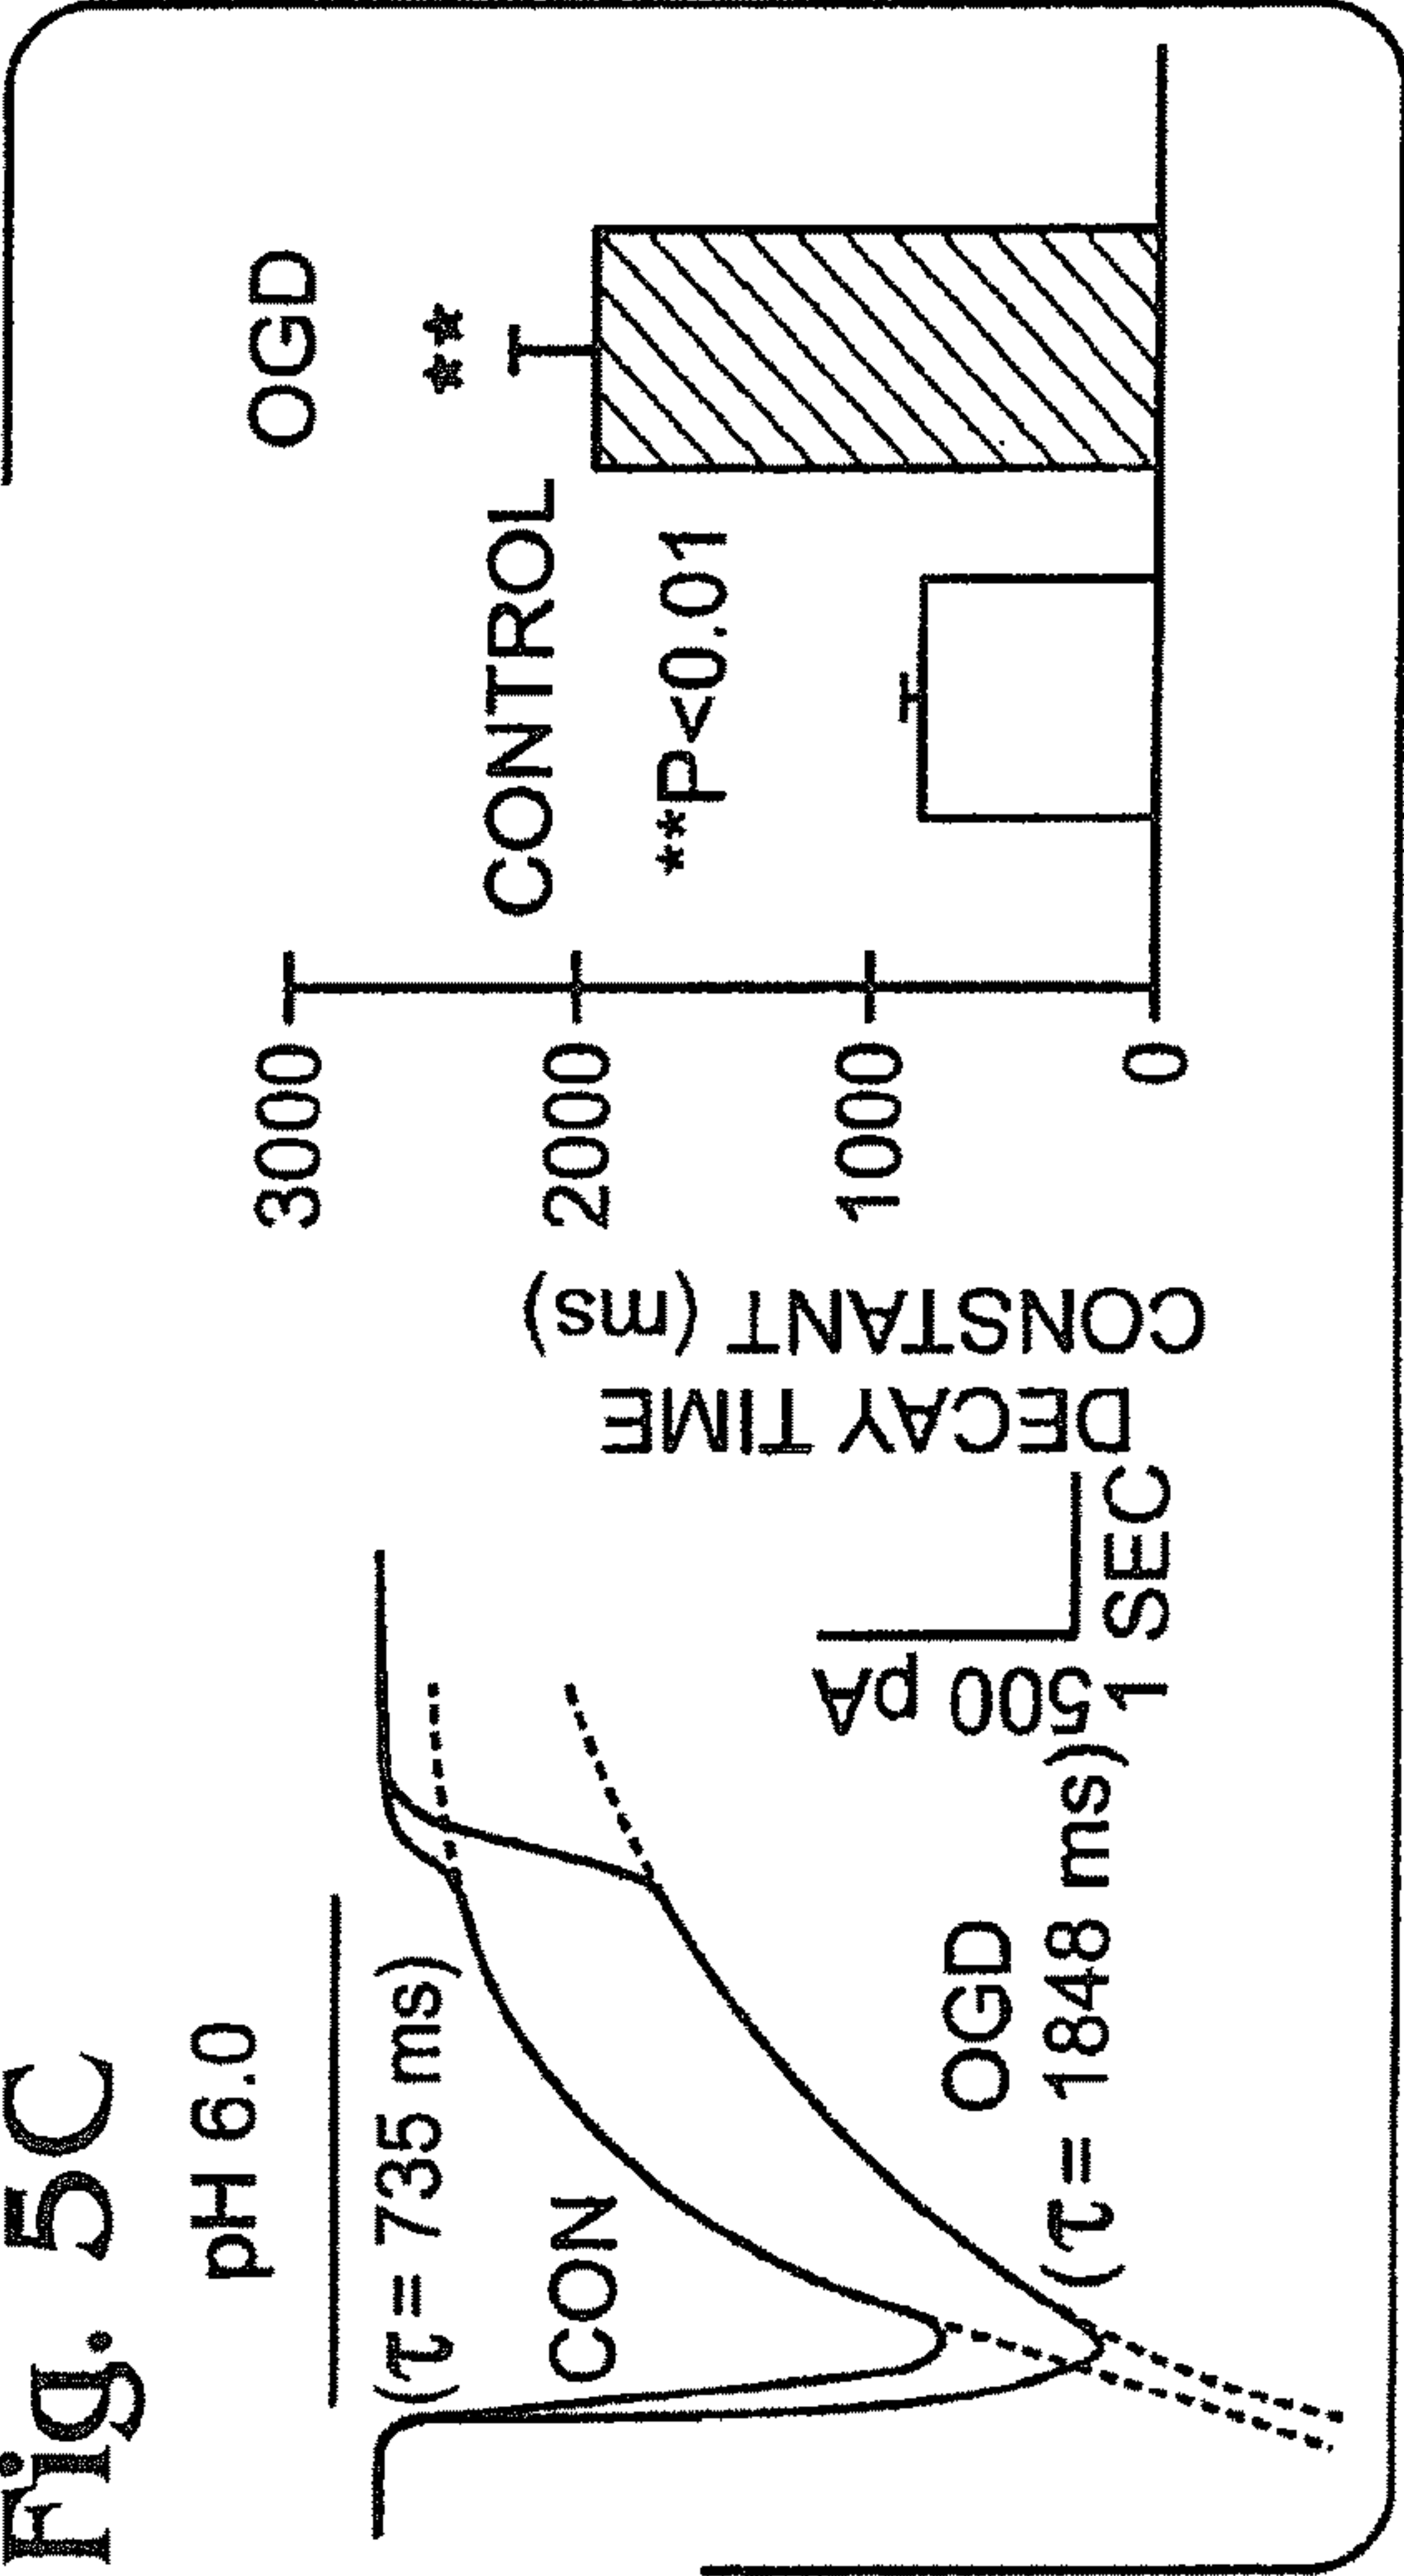 Fig. 5C
pH 6.0
(τ = 735 ms)
CON
OGD
(τ = 1848 ms)
500 pA
1 SEC
DECAY TIME
CONSTANT (ms)
3000
2000
1000
0
CONTROL
**P<0.01
OGD
**